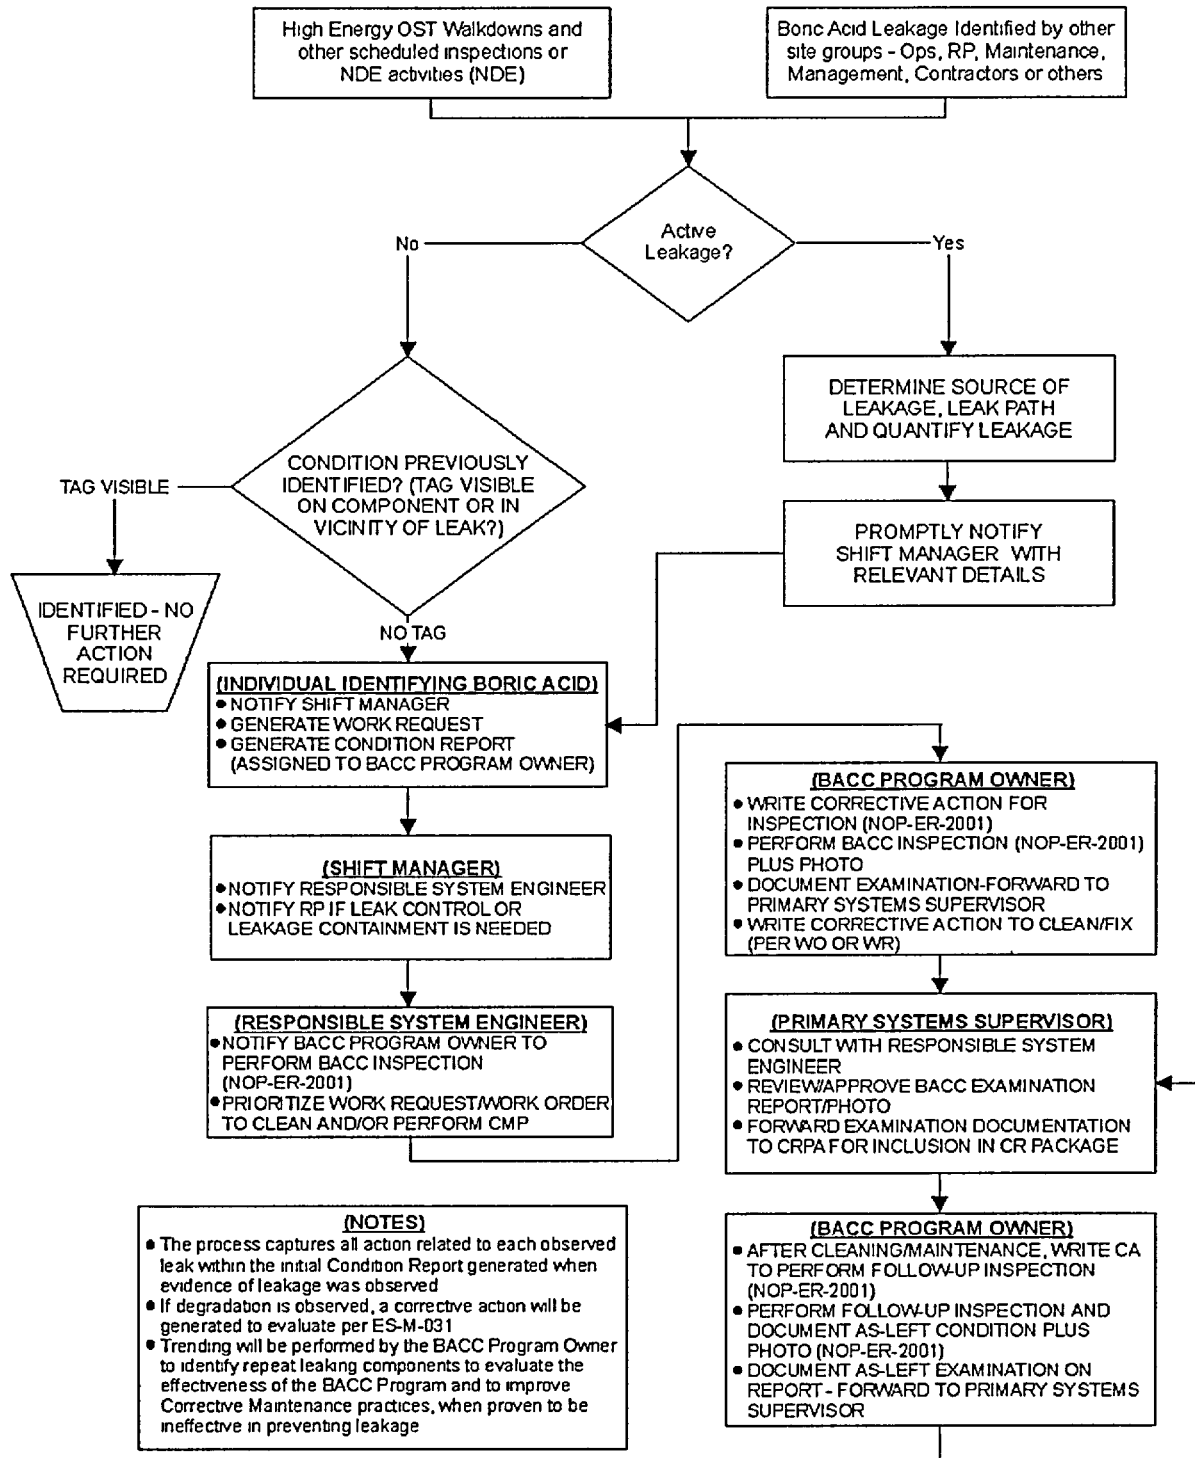 High Energy OST Walkdowns and
other scheduled inspections or
NDE activities (NDE)
Boric Acid Leakage Identified by other
site groups - Ops, RP, Maintenance,
Management, Contractors or others
Active
Leakage?
No
Yes
CONDITION PREVIOUSLY
IDENTIFIED? (TAG VISIBLE
ON COMPONENT OR IN
VICINITY OF LEAK?)
TAG VISIBLE
IDENTIFIED - NO
FURTHER
ACTION
REQUIRED
NO TAG
DETERMINE SOURCE OF
LEAKAGE, LEAK PATH
AND QUANTIFY LEAKAGE
PROMPTLY NOTIFY
SHIFT MANAGER WITH
RELEVANT DETAILS
(INDIVIDUAL IDENTIFYING BORIC ACID)
● NOTIFY SHIFT MANAGER
● GENERATE WORK REQUEST
● GENERATE CONDITION REPORT
(ASSIGNED TO BACC PROGRAM OWNER)
(SHIFT MANAGER)
● NOTIFY RESPONSIBLE SYSTEM ENGINEER
● NOTIFY RP IF LEAK CONTROL OR
LEAKAGE CONTAINMENT IS NEEDED
(RESPONSIBLE SYSTEM ENGINEER)
● NOTIFY BACC PROGRAM OWNER TO
PERFORM BACC INSPECTION
(NOP-ER-2001)
● PRIORITIZE WORK REQUEST/WORK ORDER
TO CLEAN AND/OR PERFORM CMP
(BACC PROGRAM OWNER)
● WRITE CORRECTIVE ACTION FOR
INSPECTION (NOP-ER-2001)
● PERFORM BACC INSPECTION (NOP-ER-2001)
PLUS PHOTO
● DOCUMENT EXAMINATION-FORWARD TO
PRIMARY SYSTEMS SUPERVISOR
● WRITE CORRECTIVE ACTION TO CLEAN/FIX
(PER WO OR WR)
(PRIMARY SYSTEMS SUPERVISOR)
● CONSULT WITH RESPONSIBLE SYSTEM
ENGINEER
● REVIEW/APPROVE BACC EXAMINATION
REPORT/PHOTO
● FORWARD EXAMINATION DOCUMENTATION
TO CRPA FOR INCLUSION IN CR PACKAGE
(BACC PROGRAM OWNER)
● AFTER CLEANING/MAINTENANCE, WRITE CA
TO PERFORM FOLLOW-UP INSPECTION
(NOP-ER-2001)
● PERFORM FOLLOW-UP INSPECTION AND
DOCUMENT AS-LEFT CONDITION PLUS
PHOTO (NOP-ER-2001)
● DOCUMENT AS-LEFT EXAMINATION ON
REPORT - FORWARD TO PRIMARY SYSTEMS
SUPERVISOR
(NOTES)
● The process captures all action related to each observed
leak within the initial Condition Report generated when
evidence of leakage was observed
● If degradation is observed, a corrective action will be
generated to evaluate per ES-M-031
● Trending will be performed by the BACC Program Owner
to identify repeat leaking components to evaluate the
effectiveness of the BACC Program and to improve
Corrective Maintenance practices, when proven to be
ineffective in preventing leakage